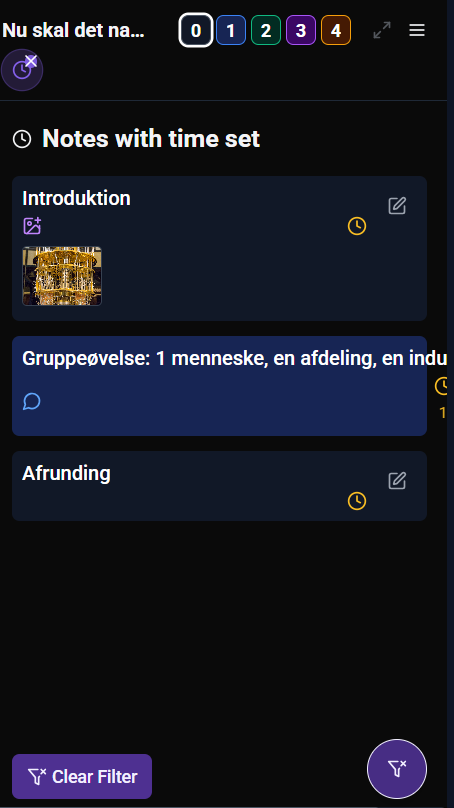 Nu skal det na...
0 1 2 3 4
Notes with time set
Introduktion
Gruppeøvelse: 1 menneske, en afdeling, en indu
1
Afrunding
Clear Filter